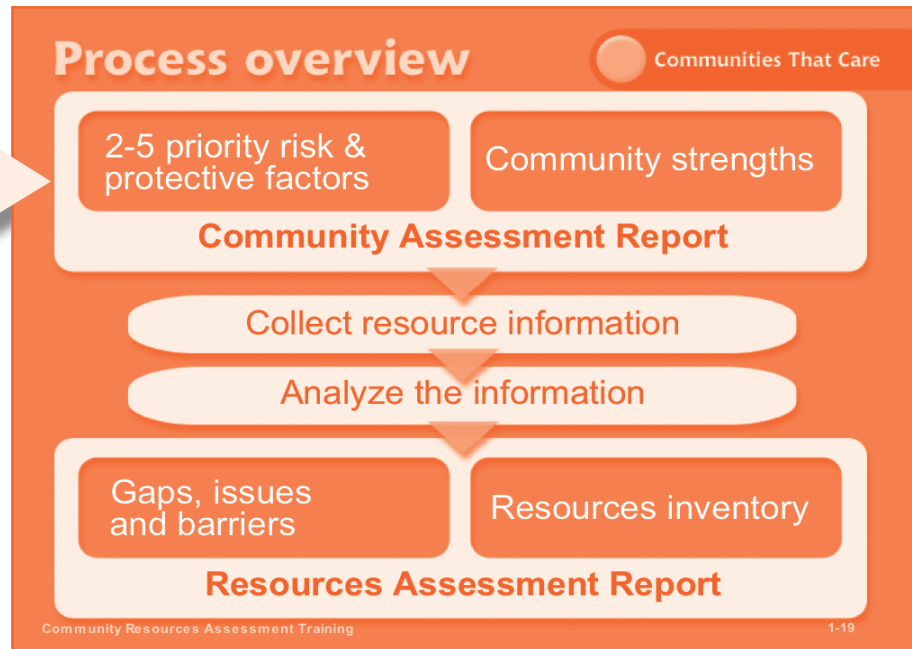 Process overview
Communities That Care
2-5 priority risk &
protective factors
Community strengths
Community Assessment Report
Collect resource information
Analyze the information
Gaps, issues
and barriers
Resources inventory
Resources Assessment Report
Community Resources Assessment Training
1-19